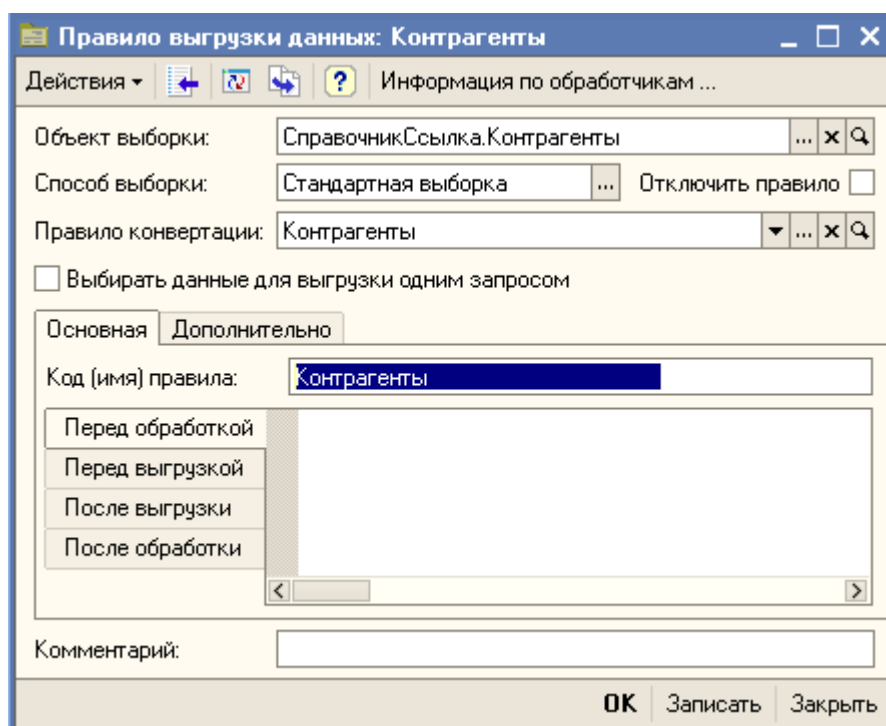 Правило выгрузки данных: Контрагенты
Действия Информация по обработчикам ...
Объект выборки: СправочникСсылка.Контрагенты
Способ выборки: Стандартная выборка ... Отключить правило
Правило конвертации: Контрагенты
Выбирать данные для выгрузки одним запросом
Основная Дополнительно
Код (имя) правила: Контрагенты
Перед обработкой
Перед выгрузкой
После выгрузки
После обработки
Комментарий:
OK Записать Закрыть